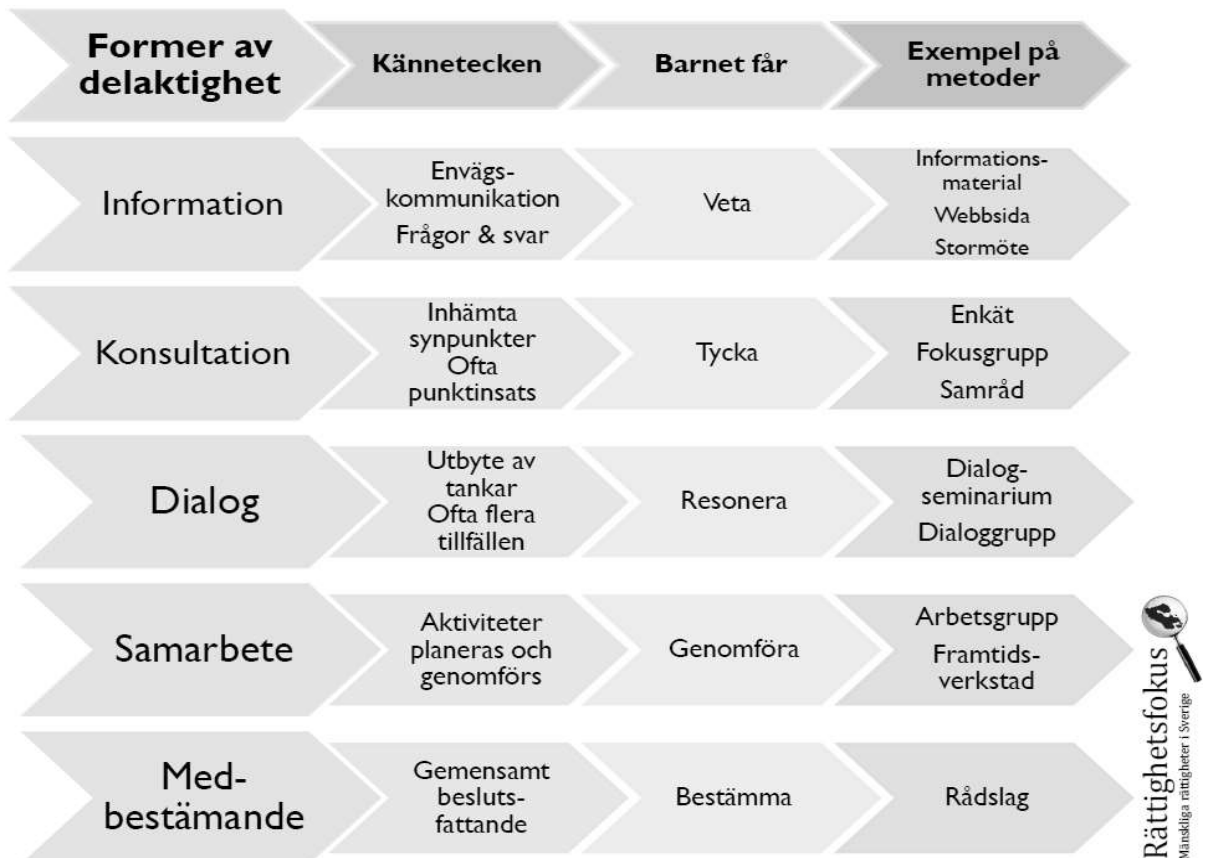 Former av
delaktighet
Kännetecken
Barnet får
Exempel på
metoder
Information
Envägs-
kommunikation
Frågor & svar
Veta
Informations-
material
Webbsida
Stormöte
Konsultation
Inhämta
synpunkter
Ofta
punktinsats
Tycka
Enkät
Fokusgrupp
Samråd
Dialog
Utbyte av
tankar
Ofta flera
tillfällen
Resonera
Dialog-
seminarium
Dialoggrupp
Samarbete
Aktiviteter
planeras och
genomförs
Genomföra
Arbetsgrupp
Framtids-
verkstad
Med-
bestämande
Gemensamt
besluts-
fattande
Bestämma
Rådslag
Rättighetsfokus
Mänskliga rättigheter i Sverige